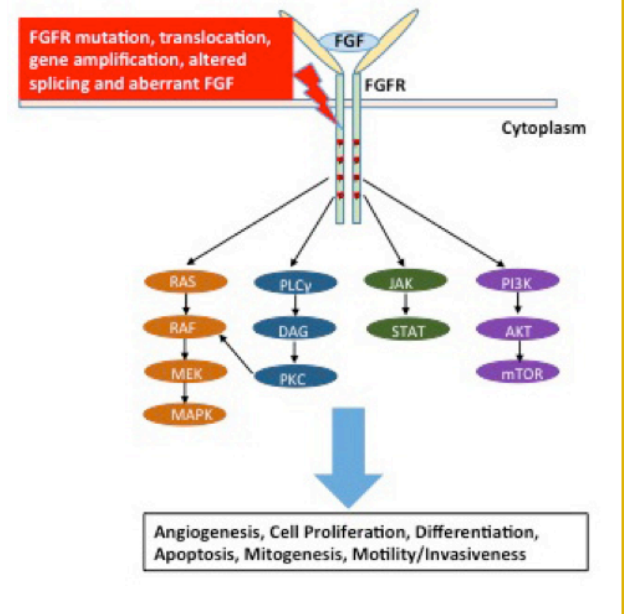 FGFR mutation, translocation,
gene amplification, altered
splicing and aberrant FGF
FGF
FGFR
Cytoplasm
RAS
PLCγ
JAK
PI3K
RAF
DAG
STAT
AKT
MEK
PKC
mTOR
MAPK
Angiogenesis, Cell Proliferation, Differentiation,
Apoptosis, Mitogenesis, Motility/Invasiveness